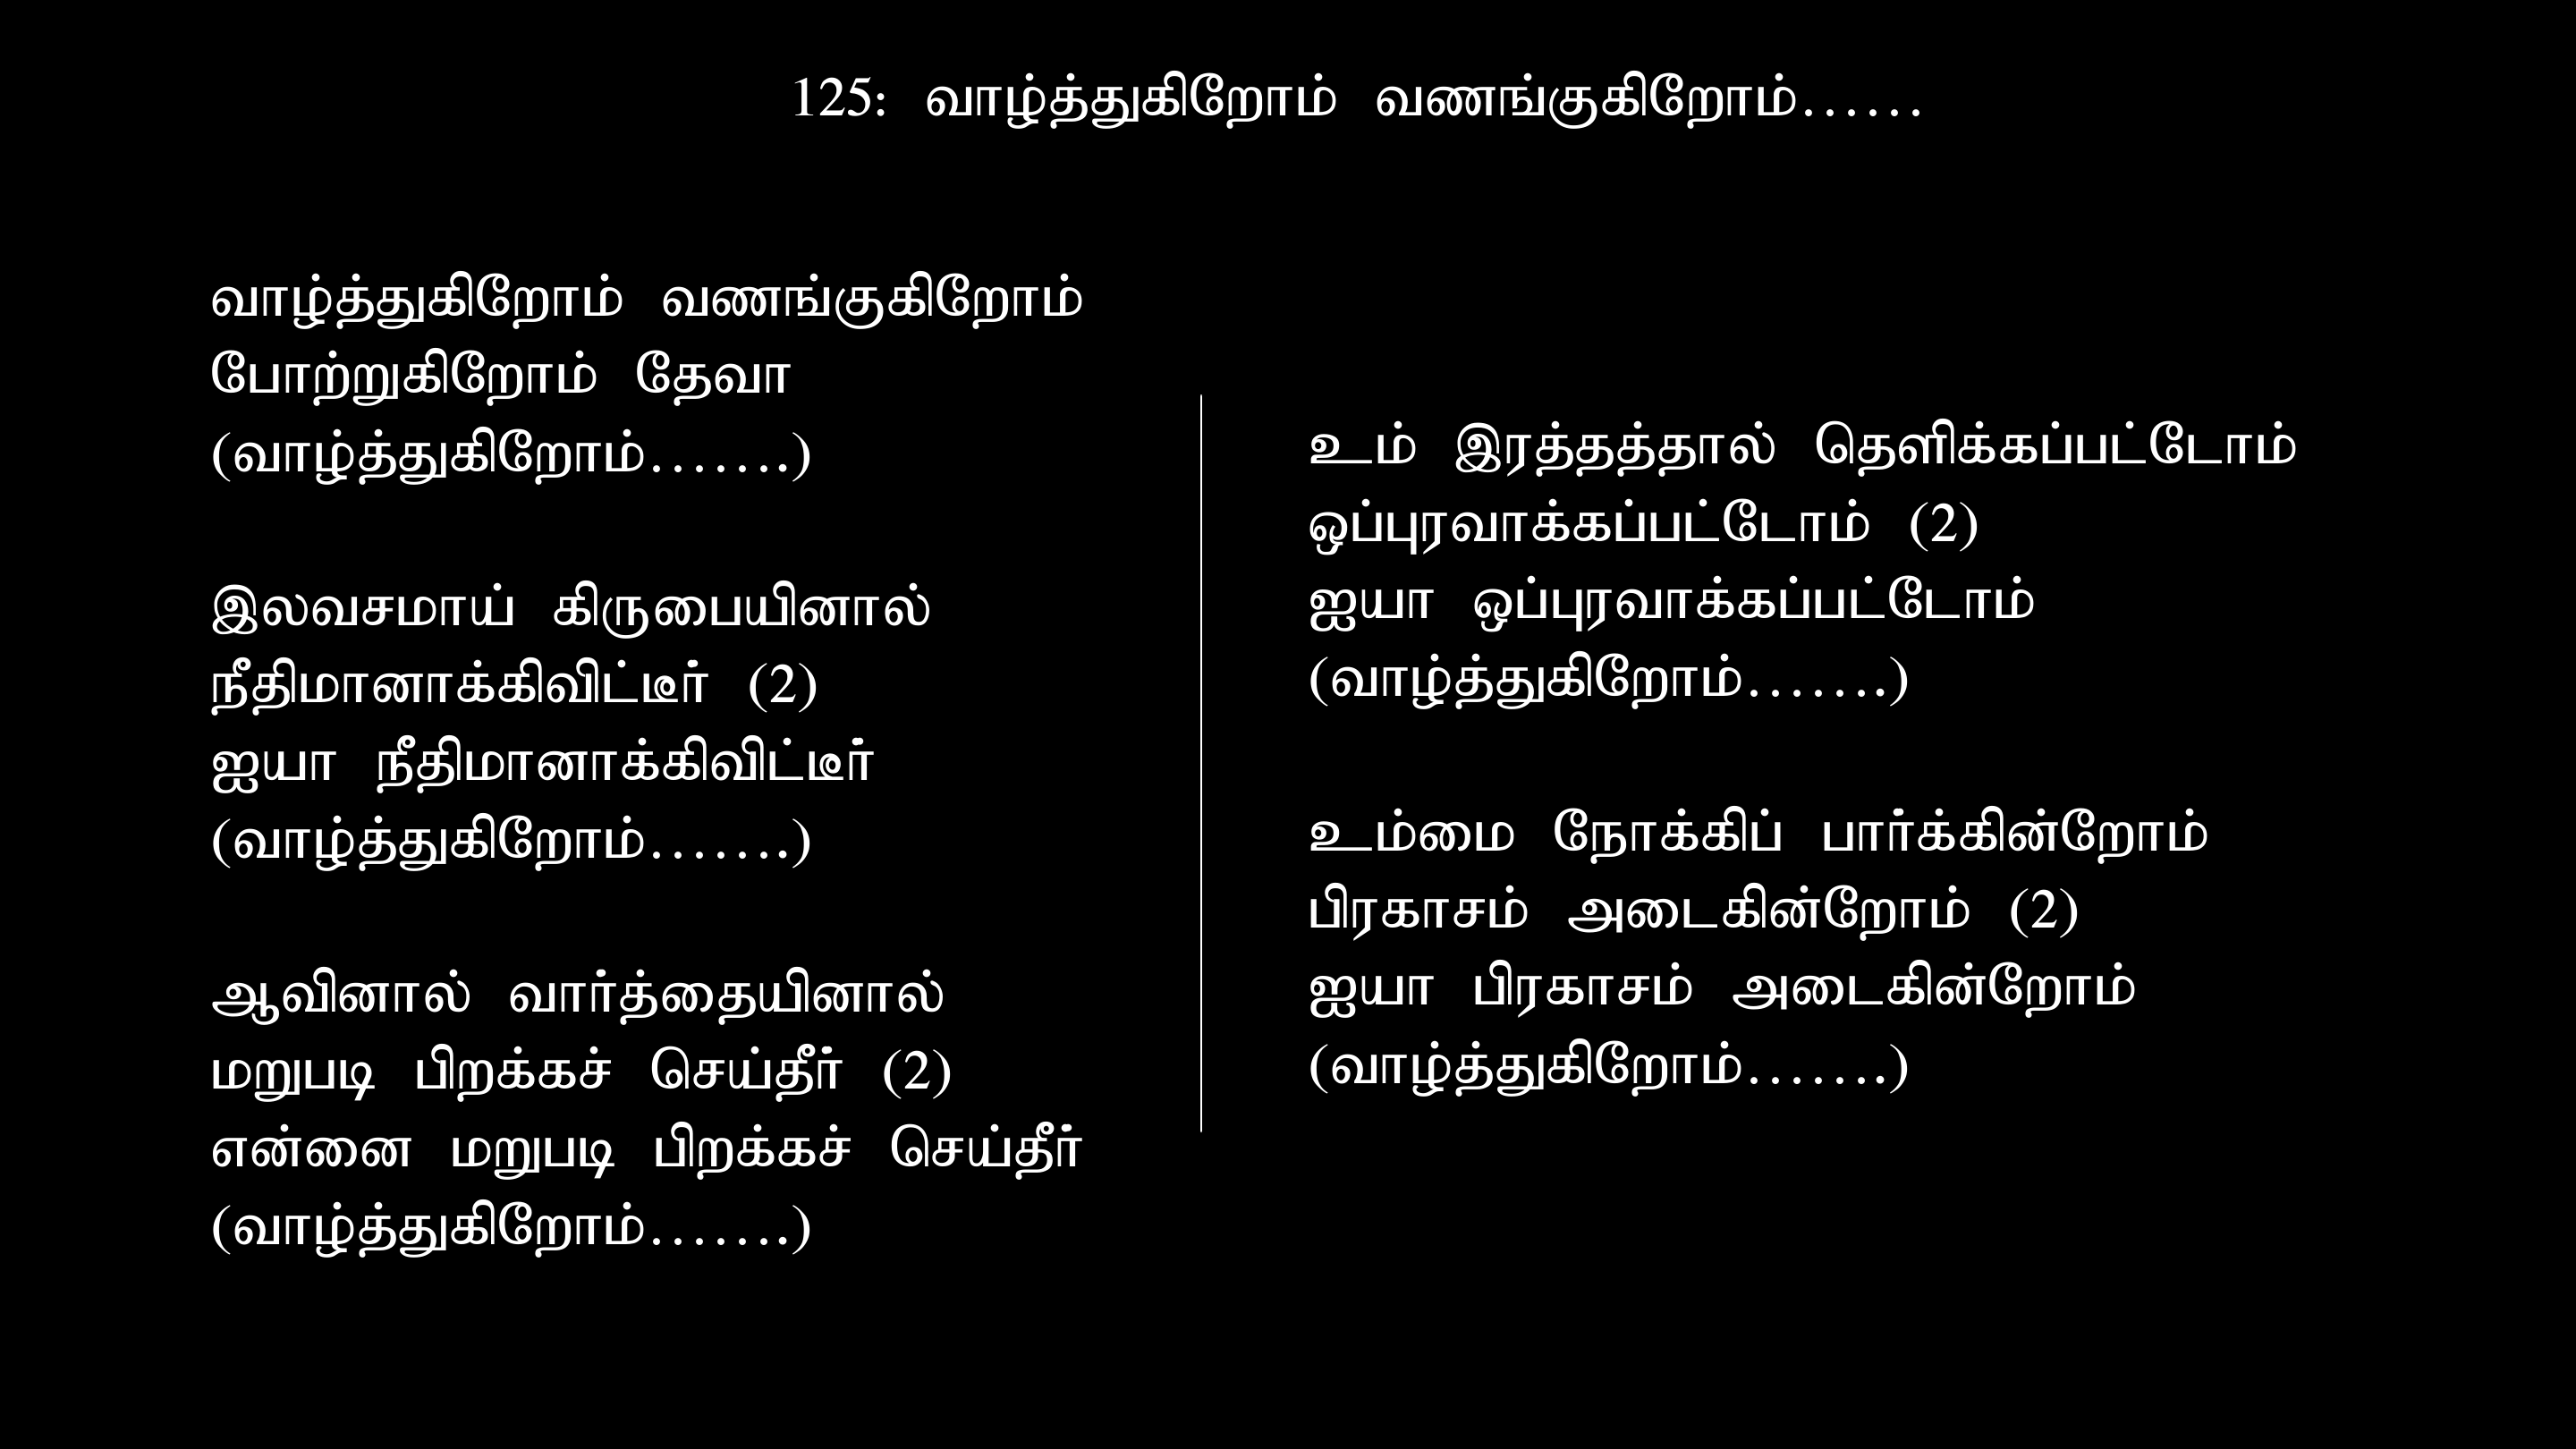 125: வாழ்த்துகிறோம் வணங்குகிறோம்......
வாழ்த்துகிறோம் வணங்குகிறோம்
போற்றுகிறோம் தேவா
(வாழ்த்துகிறோம்.......)
இலவசமாய் கிருபையினால்
நீதிமானாக்கிவிட்டீர் (2)
ஐயா நீதிமானாக்கிவிட்டீர்
(வாழ்த்துகிறோம்.......)
ஆவினால் வார்த்தையினால்
மறுபடி பிறக்கச் செய்தீர் (2)
என்னை மறுபடி பிறக்கச் செய்தீர்
(வாழ்த்துகிறோம்.......)
உம் இரத்தத்தால் தெளிக்கப்பட்டோம்
ஒப்புரவாக்கப்பட்டோம் (2)
ஐயா ஒப்புரவாக்கப்பட்டோம்
(வாழ்த்துகிறோம்.......)
உம்மை நோக்கிப் பார்க்கின்றோம்
பிரகாசம் அடைகின்றோம் (2)
ஐயா பிரகாசம் அடைகின்றோம்
(வாழ்த்துகிறோம்.......)